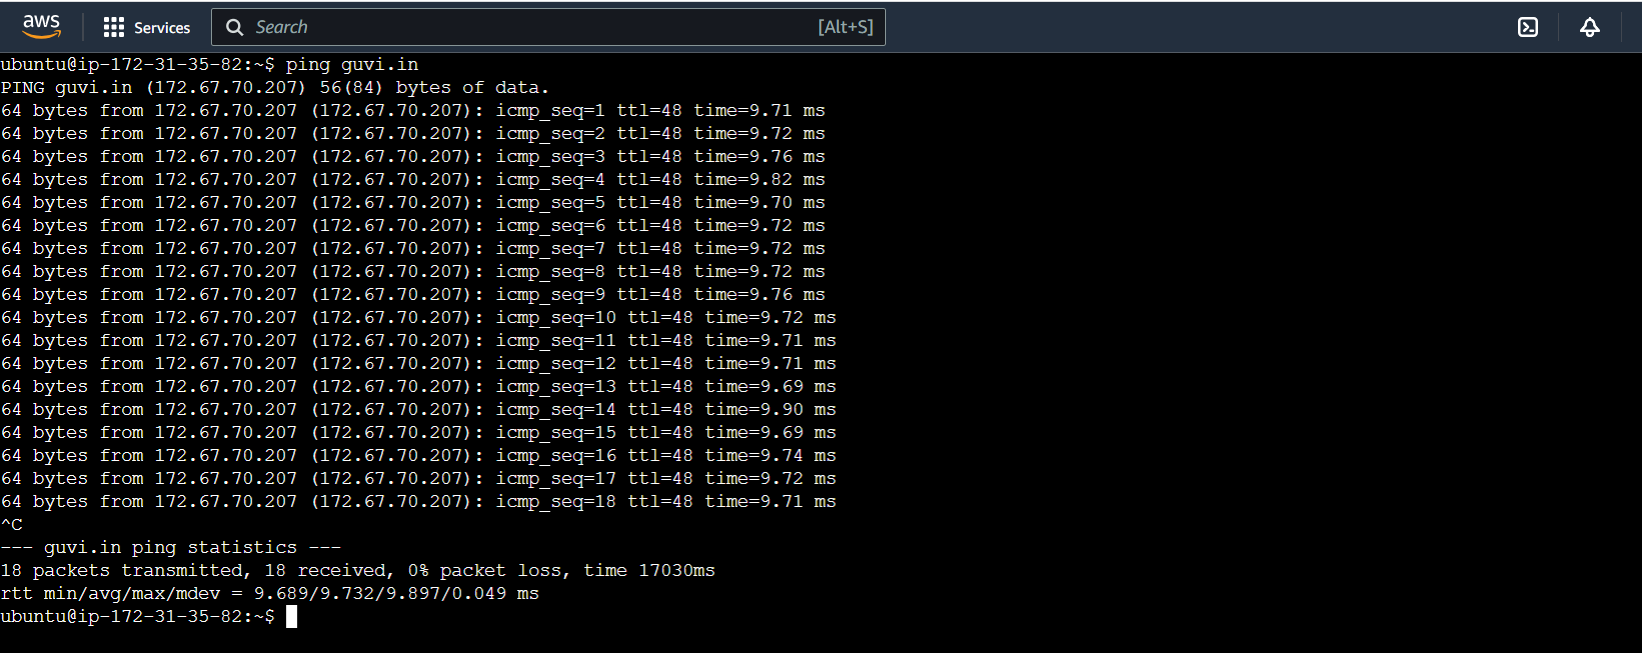 aws Services Search [Alt+S]
ubuntu@ip-172-31-35-82:~$ ping guvi.in
PING guvi.in (172.67.70.207) 56(84) bytes of data.
64 bytes from 172.67.70.207 (172.67.70.207): icmp_seq=1 ttl=48 time=9.71 ms
64 bytes from 172.67.70.207 (172.67.70.207): icmp_seq=2 ttl=48 time=9.72 ms
64 bytes from 172.67.70.207 (172.67.70.207): icmp_seq=3 ttl=48 time=9.76 ms
64 bytes from 172.67.70.207 (172.67.70.207): icmp_seq=4 ttl=48 time=9.82 ms
64 bytes from 172.67.70.207 (172.67.70.207): icmp_seq=5 ttl=48 time=9.70 ms
64 bytes from 172.67.70.207 (172.67.70.207): icmp_seq=6 ttl=48 time=9.72 ms
64 bytes from 172.67.70.207 (172.67.70.207): icmp_seq=7 ttl=48 time=9.72 ms
64 bytes from 172.67.70.207 (172.67.70.207): icmp_seq=8 ttl=48 time=9.72 ms
64 bytes from 172.67.70.207 (172.67.70.207): icmp_seq=9 ttl=48 time=9.76 ms
64 bytes from 172.67.70.207 (172.67.70.207): icmp_seq=10 ttl=48 time=9.72 ms
64 bytes from 172.67.70.207 (172.67.70.207): icmp_seq=11 ttl=48 time=9.71 ms
64 bytes from 172.67.70.207 (172.67.70.207): icmp_seq=12 ttl=48 time=9.71 ms
64 bytes from 172.67.70.207 (172.67.70.207): icmp_seq=13 ttl=48 time=9.69 ms
64 bytes from 172.67.70.207 (172.67.70.207): icmp_seq=14 ttl=48 time=9.90 ms
64 bytes from 172.67.70.207 (172.67.70.207): icmp_seq=15 ttl=48 time=9.69 ms
64 bytes from 172.67.70.207 (172.67.70.207): icmp_seq=16 ttl=48 time=9.74 ms
64 bytes from 172.67.70.207 (172.67.70.207): icmp_seq=17 ttl=48 time=9.72 ms
64 bytes from 172.67.70.207 (172.67.70.207): icmp_seq=18 ttl=48 time=9.71 ms
^C
--- guvi.in ping statistics ---
18 packets transmitted, 18 received, 0% packet loss, time 17030ms
rtt min/avg/max/mdev = 9.689/9.732/9.897/0.049 ms
ubuntu@ip-172-31-35-82:~$